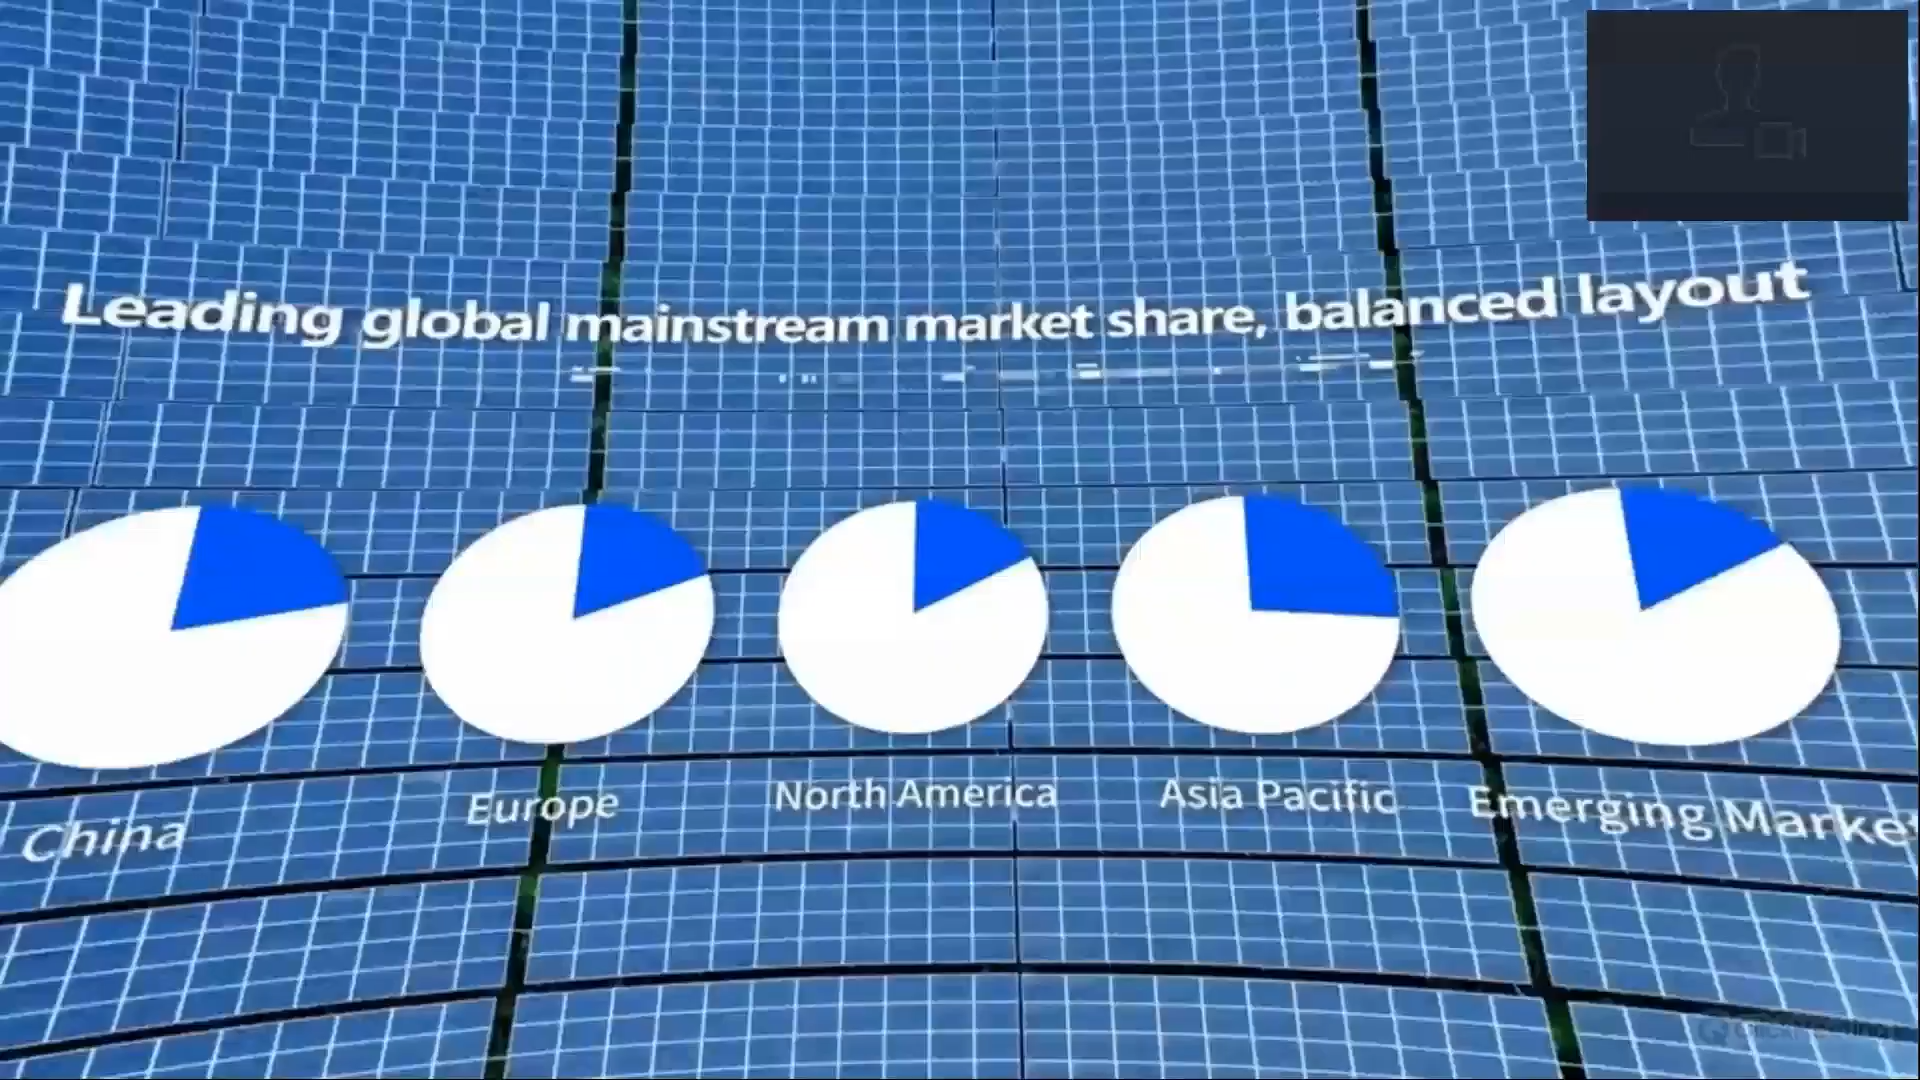 Leading global mainstream market share, balanced layout
China
Europe
North America
Asia Pacific
Emerging Marke